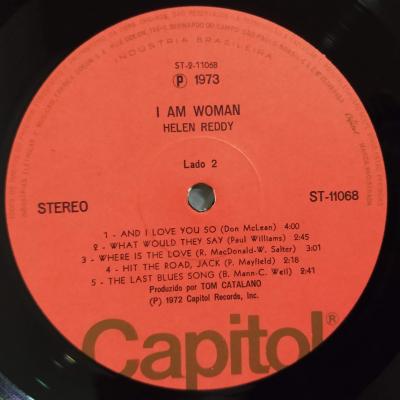 INDÚSTRIA BRASILEIRA
ST-2-11068
Ⓟ 1973
I AM WOMAN
HELEN REDDY
Lado 2
STEREO
ST-11068
1 - AND I LOVE YOU SO (Don McLean) 4:00
2 - WHAT WOULD THEY SAY (Paul Williams) 2:45
3 - WHERE IS THE LOVE (R. MacDonald-W. Salter) 3:01
4 - HIT THE ROAD, JACK (P. Mayfield) 2:18
5 - THE LAST BLUES SONG (B. Mann-C. Weil) 2:41
Produzido por TOM CATALANO
(P) 1972 Capitol Records, Inc.
Capitol®